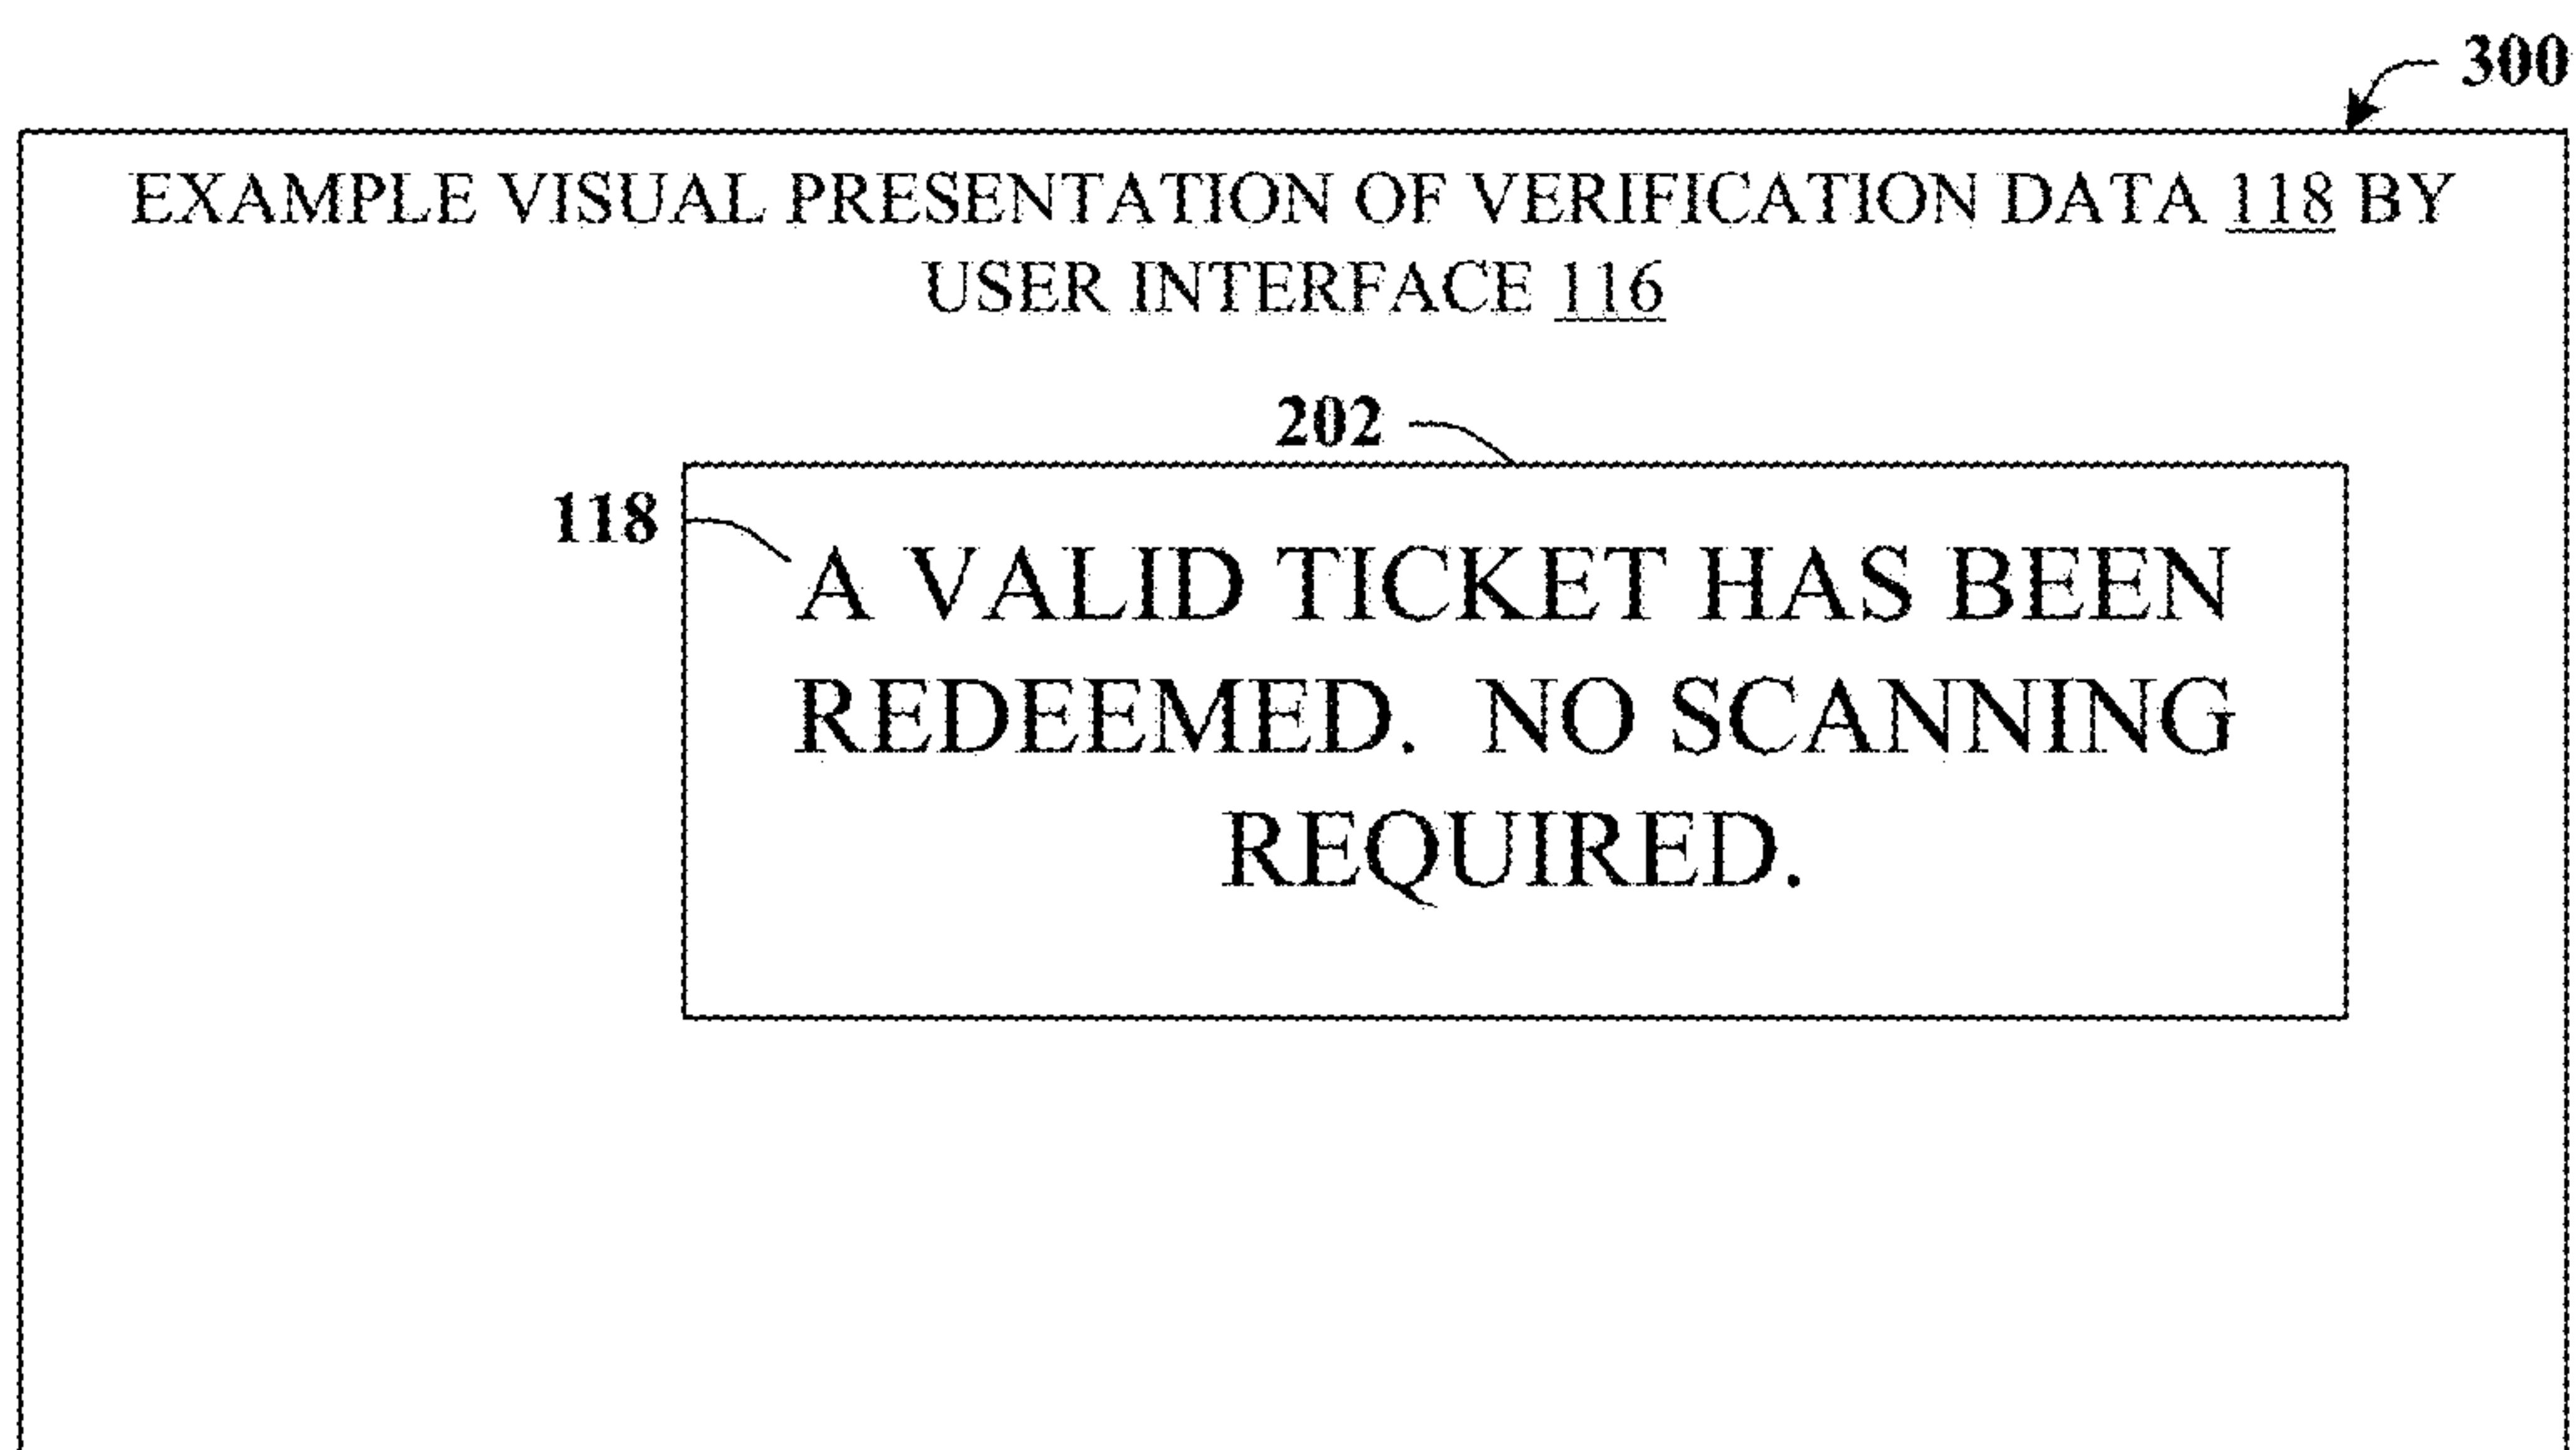 300
EXAMPLE VISUAL PRESENTATION OF VERIFICATION DATA 118 BY
USER INTERFACE 116
202
118
A VALID TICKET HAS BEEN
REDEEMED.  NO SCANNING
REQUIRED.